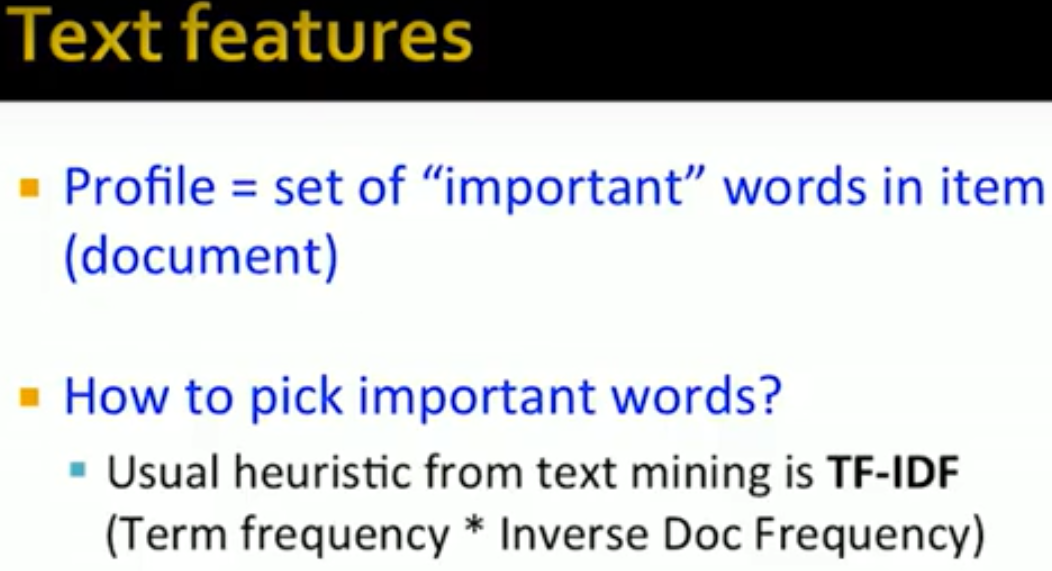 Text features
Profile = set of “important” words in item
(document)
How to pick important words?
Usual heuristic from text mining is TF-IDF
(Term frequency * Inverse Doc Frequency)